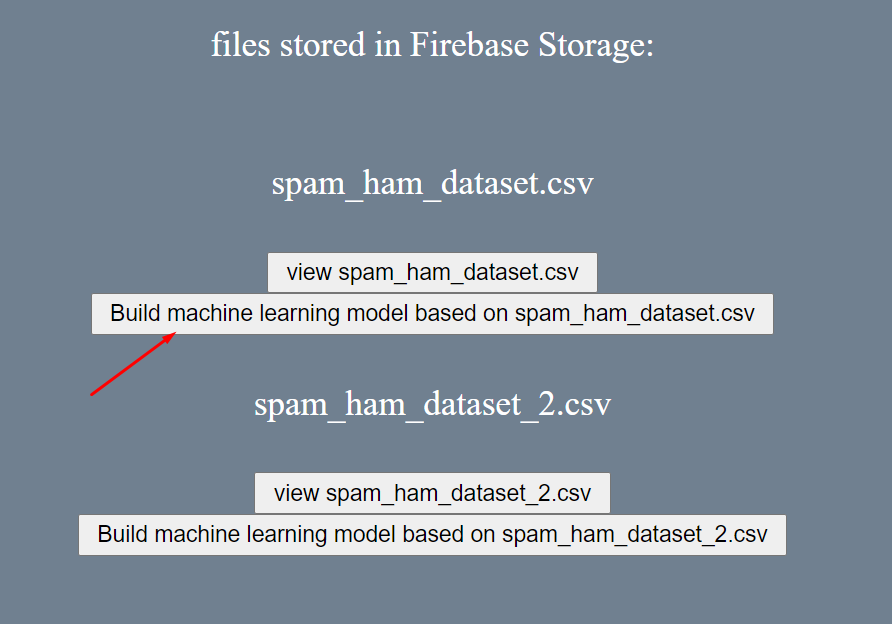 files stored in Firebase Storage:
spam_ham_dataset.csv
view spam_ham_dataset.csv
Build machine learning model based on spam_ham_dataset.csv
spam_ham_dataset_2.csv
view spam_ham_dataset_2.csv
Build machine learning model based on spam_ham_dataset_2.csv